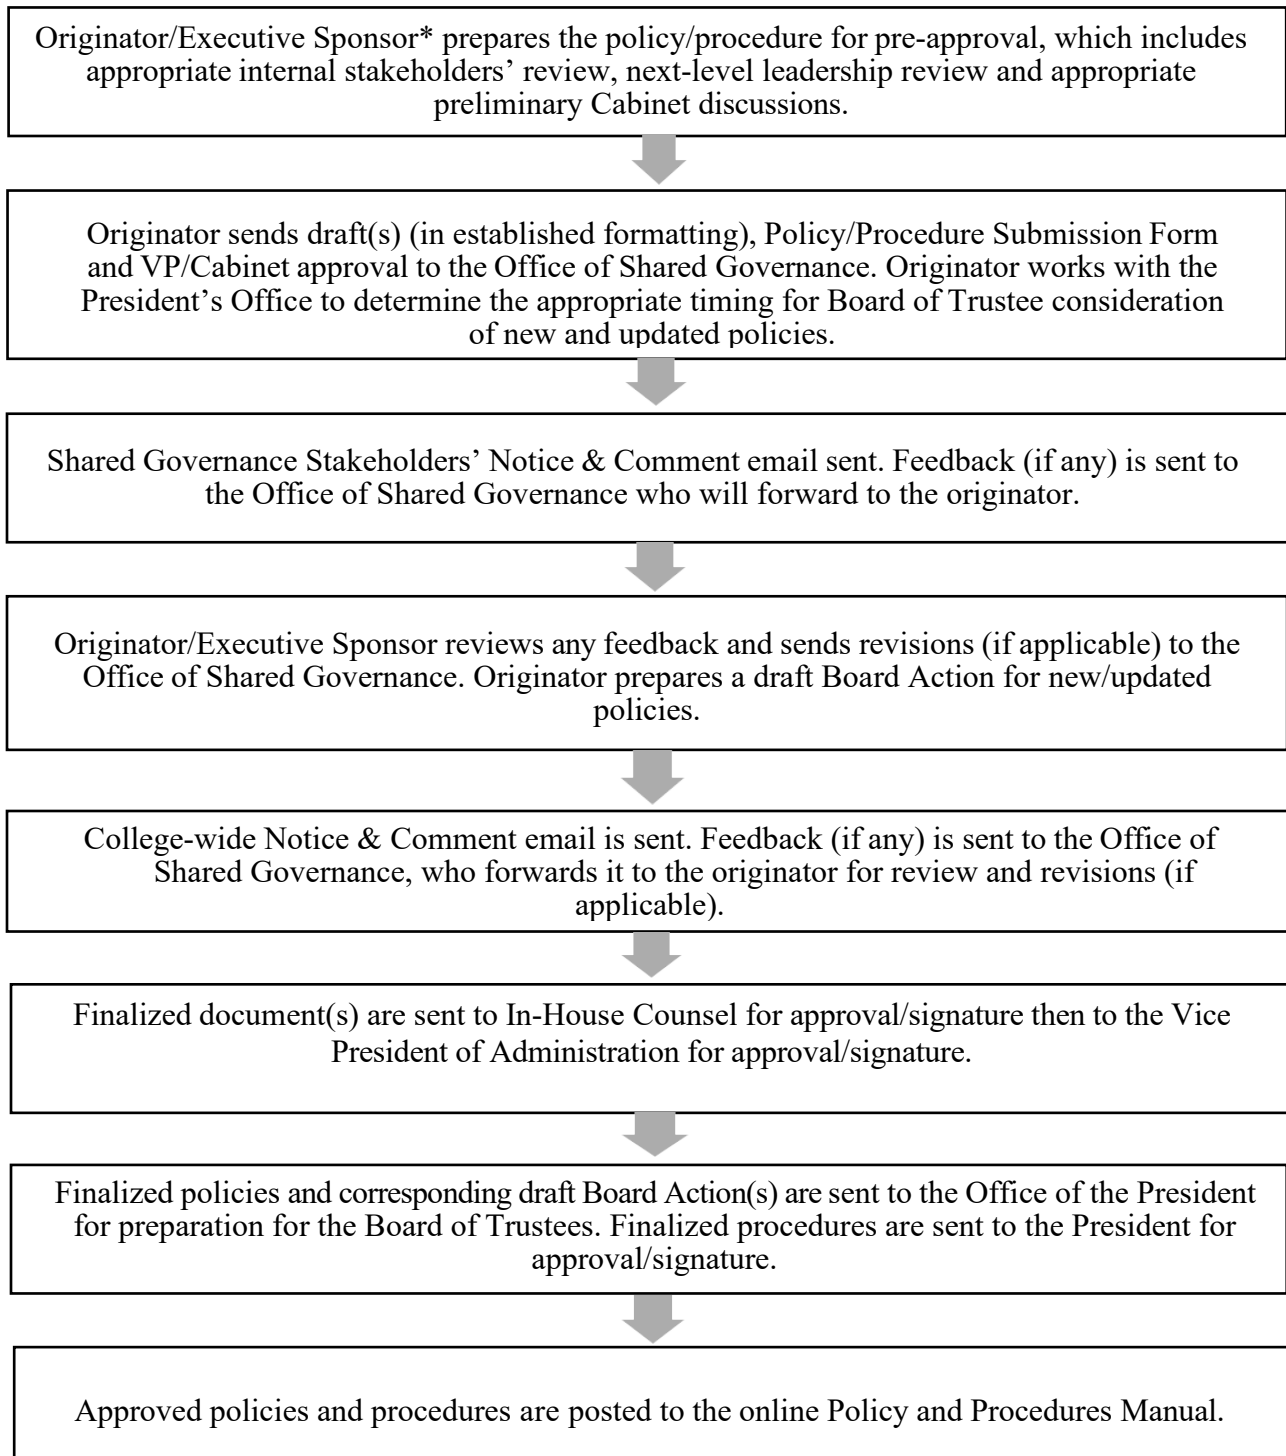 Originator/Executive Sponsor* prepares the policy/procedure for pre-approval, which includes
appropriate internal stakeholders’ review, next-level leadership review and appropriate
preliminary Cabinet discussions.
Originator sends draft(s) (in established formatting), Policy/Procedure Submission Form
and VP/Cabinet approval to the Office of Shared Governance. Originator works with the
President’s Office to determine the appropriate timing for Board of Trustee consideration
of new and updated policies.
Shared Governance Stakeholders’ Notice & Comment email sent. Feedback (if any) is sent to
the Office of Shared Governance who will forward to the originator.
Originator/Executive Sponsor reviews any feedback and sends revisions (if applicable) to the
Office of Shared Governance. Originator prepares a draft Board Action for new/updated
policies.
College-wide Notice & Comment email is sent. Feedback (if any) is sent to the Office of
Shared Governance, who forwards it to the originator for review and revisions (if
applicable).
Finalized document(s) are sent to In-House Counsel for approval/signature then to the Vice
President of Administration for approval/signature.
Finalized policies and corresponding draft Board Action(s) are sent to the Office of the President
for preparation for the Board of Trustees. Finalized procedures are sent to the President for
approval/signature.
Approved policies and procedures are posted to the online Policy and Procedures Manual.